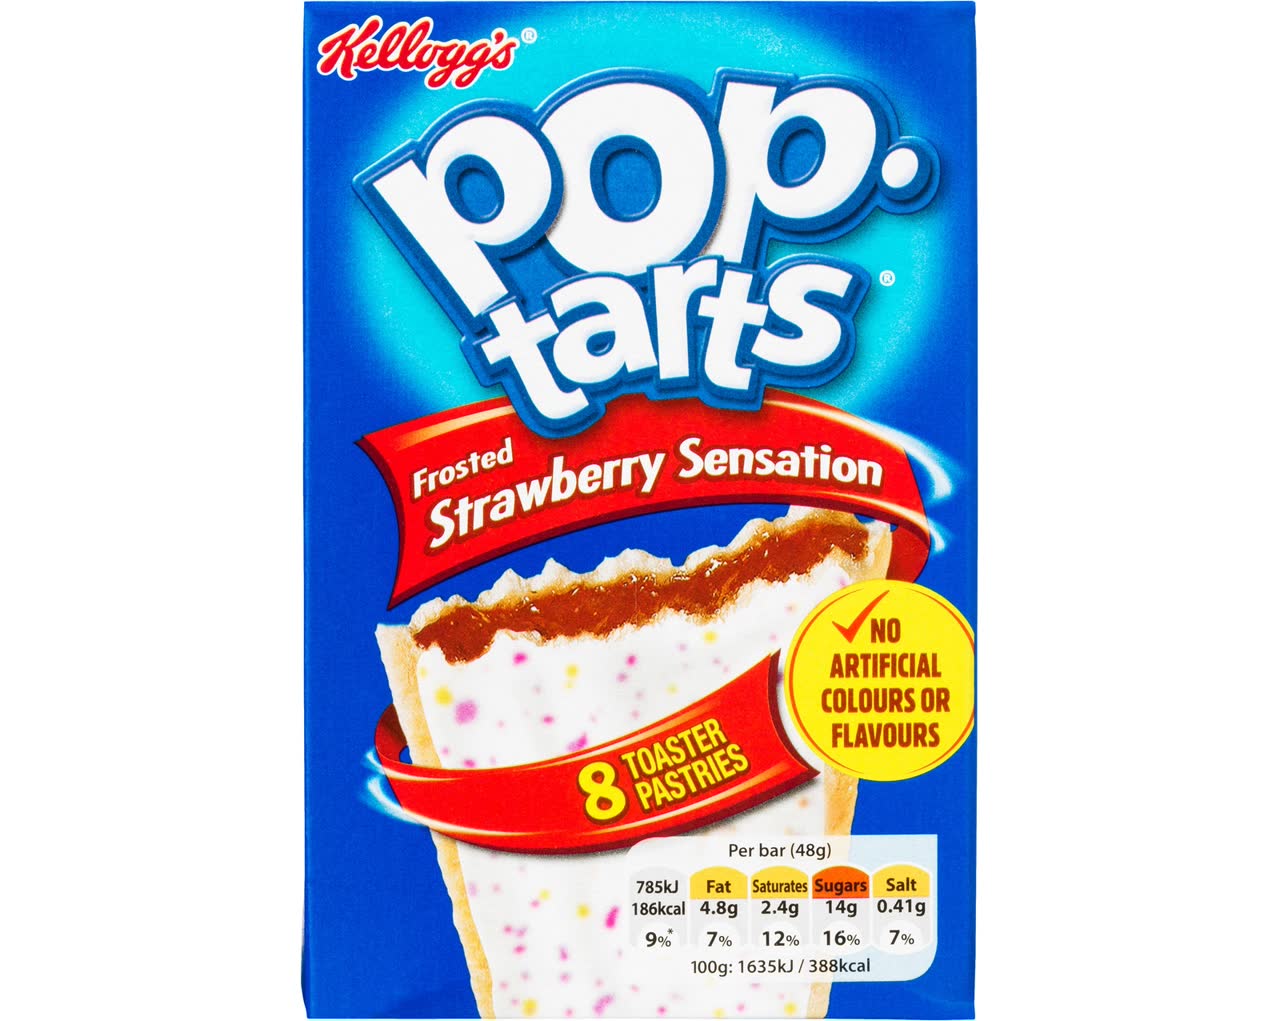 Kellogg's®
pop.
tarts®
Frosted
Strawberry Sensation
✓ NO
ARTIFICIAL
COLOURS OR
FLAVOURS
8 TOASTER
PASTRIES
Per bar (48g)
785kJ Fat Saturates Sugars Salt
186kcal 4.8g 2.4g 14g 0.41g
9%* 7% 12% 16% 7%
100g: 1635kJ / 388kcal